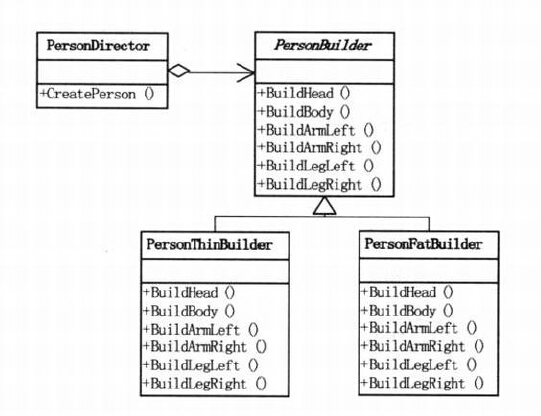 PersonDirector
+CreatePerson ()
PersonBuilder
+BuildHead ()
+BuildBody ()
+BuildArmLeft ()
+BuildArmRight ()
+BuildLegLeft ()
+BuildLegRight ()
PersonThinBuilder
+BuildHead ()
+BuildBody ()
+BuildArmLeft ()
+BuildArmRight ()
+BuildLegLeft ()
+BuildLegRight ()
PersonFatBuilder
+BuildHead ()
+BuildBody ()
+BuildArmLeft ()
+BuildArmRight ()
+BuildLegLeft ()
+BuildLegRight ()